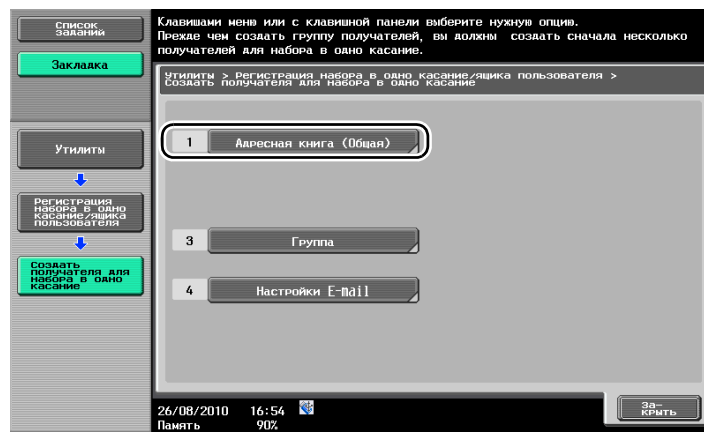 Список
заданий
Закладка
Клавишами меню или с клавишной панели выберите нужную опцию.
Прежде чем создать группу получателей, вы должны создать сначала несколько
получателей для набора в одно касание.
Утилиты > Регистрация набора в одно касание/ящика пользователя >
Создать получателя для набора в одно касание
1 Адресная книга (Общая)
Утилиты
Регистрация
набора в одно
касание/ящика
пользователя
3 Группа
Создать
получателя для
набора в одно
касание
4 Настройки E-mail
26/08/2010 16:54
Память 90%
За-
крыть